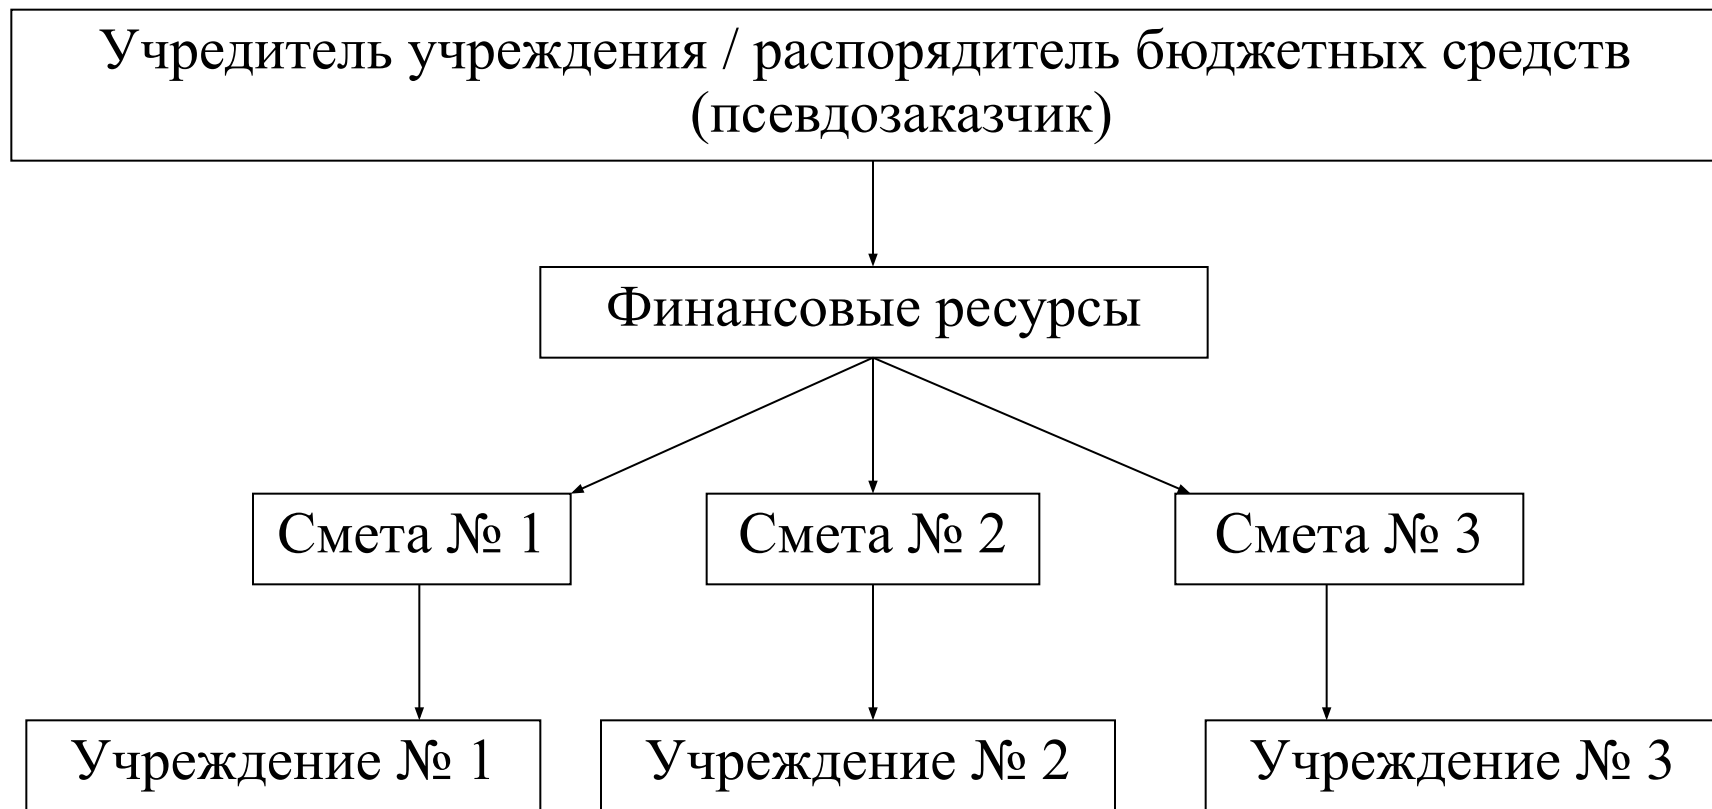 Учредитель учреждения / распорядитель бюджетных средств
(псевдозаказчик)
Финансовые ресурсы
Смета № 1
Смета № 2
Смета № 3
Учреждение № 1
Учреждение № 2
Учреждение № 3